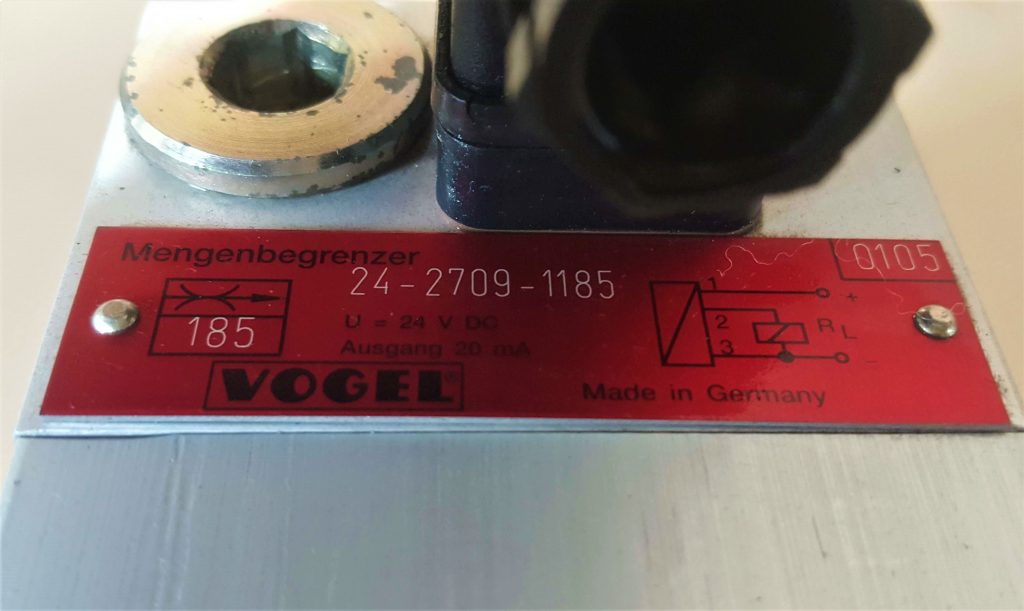 Mengenbegrenzer
0105
24-2709-1185
185
U = 24 V DC
Ausgang 20 mA
1
+
2
R L
3
−
VOGEL®
Made in Germany